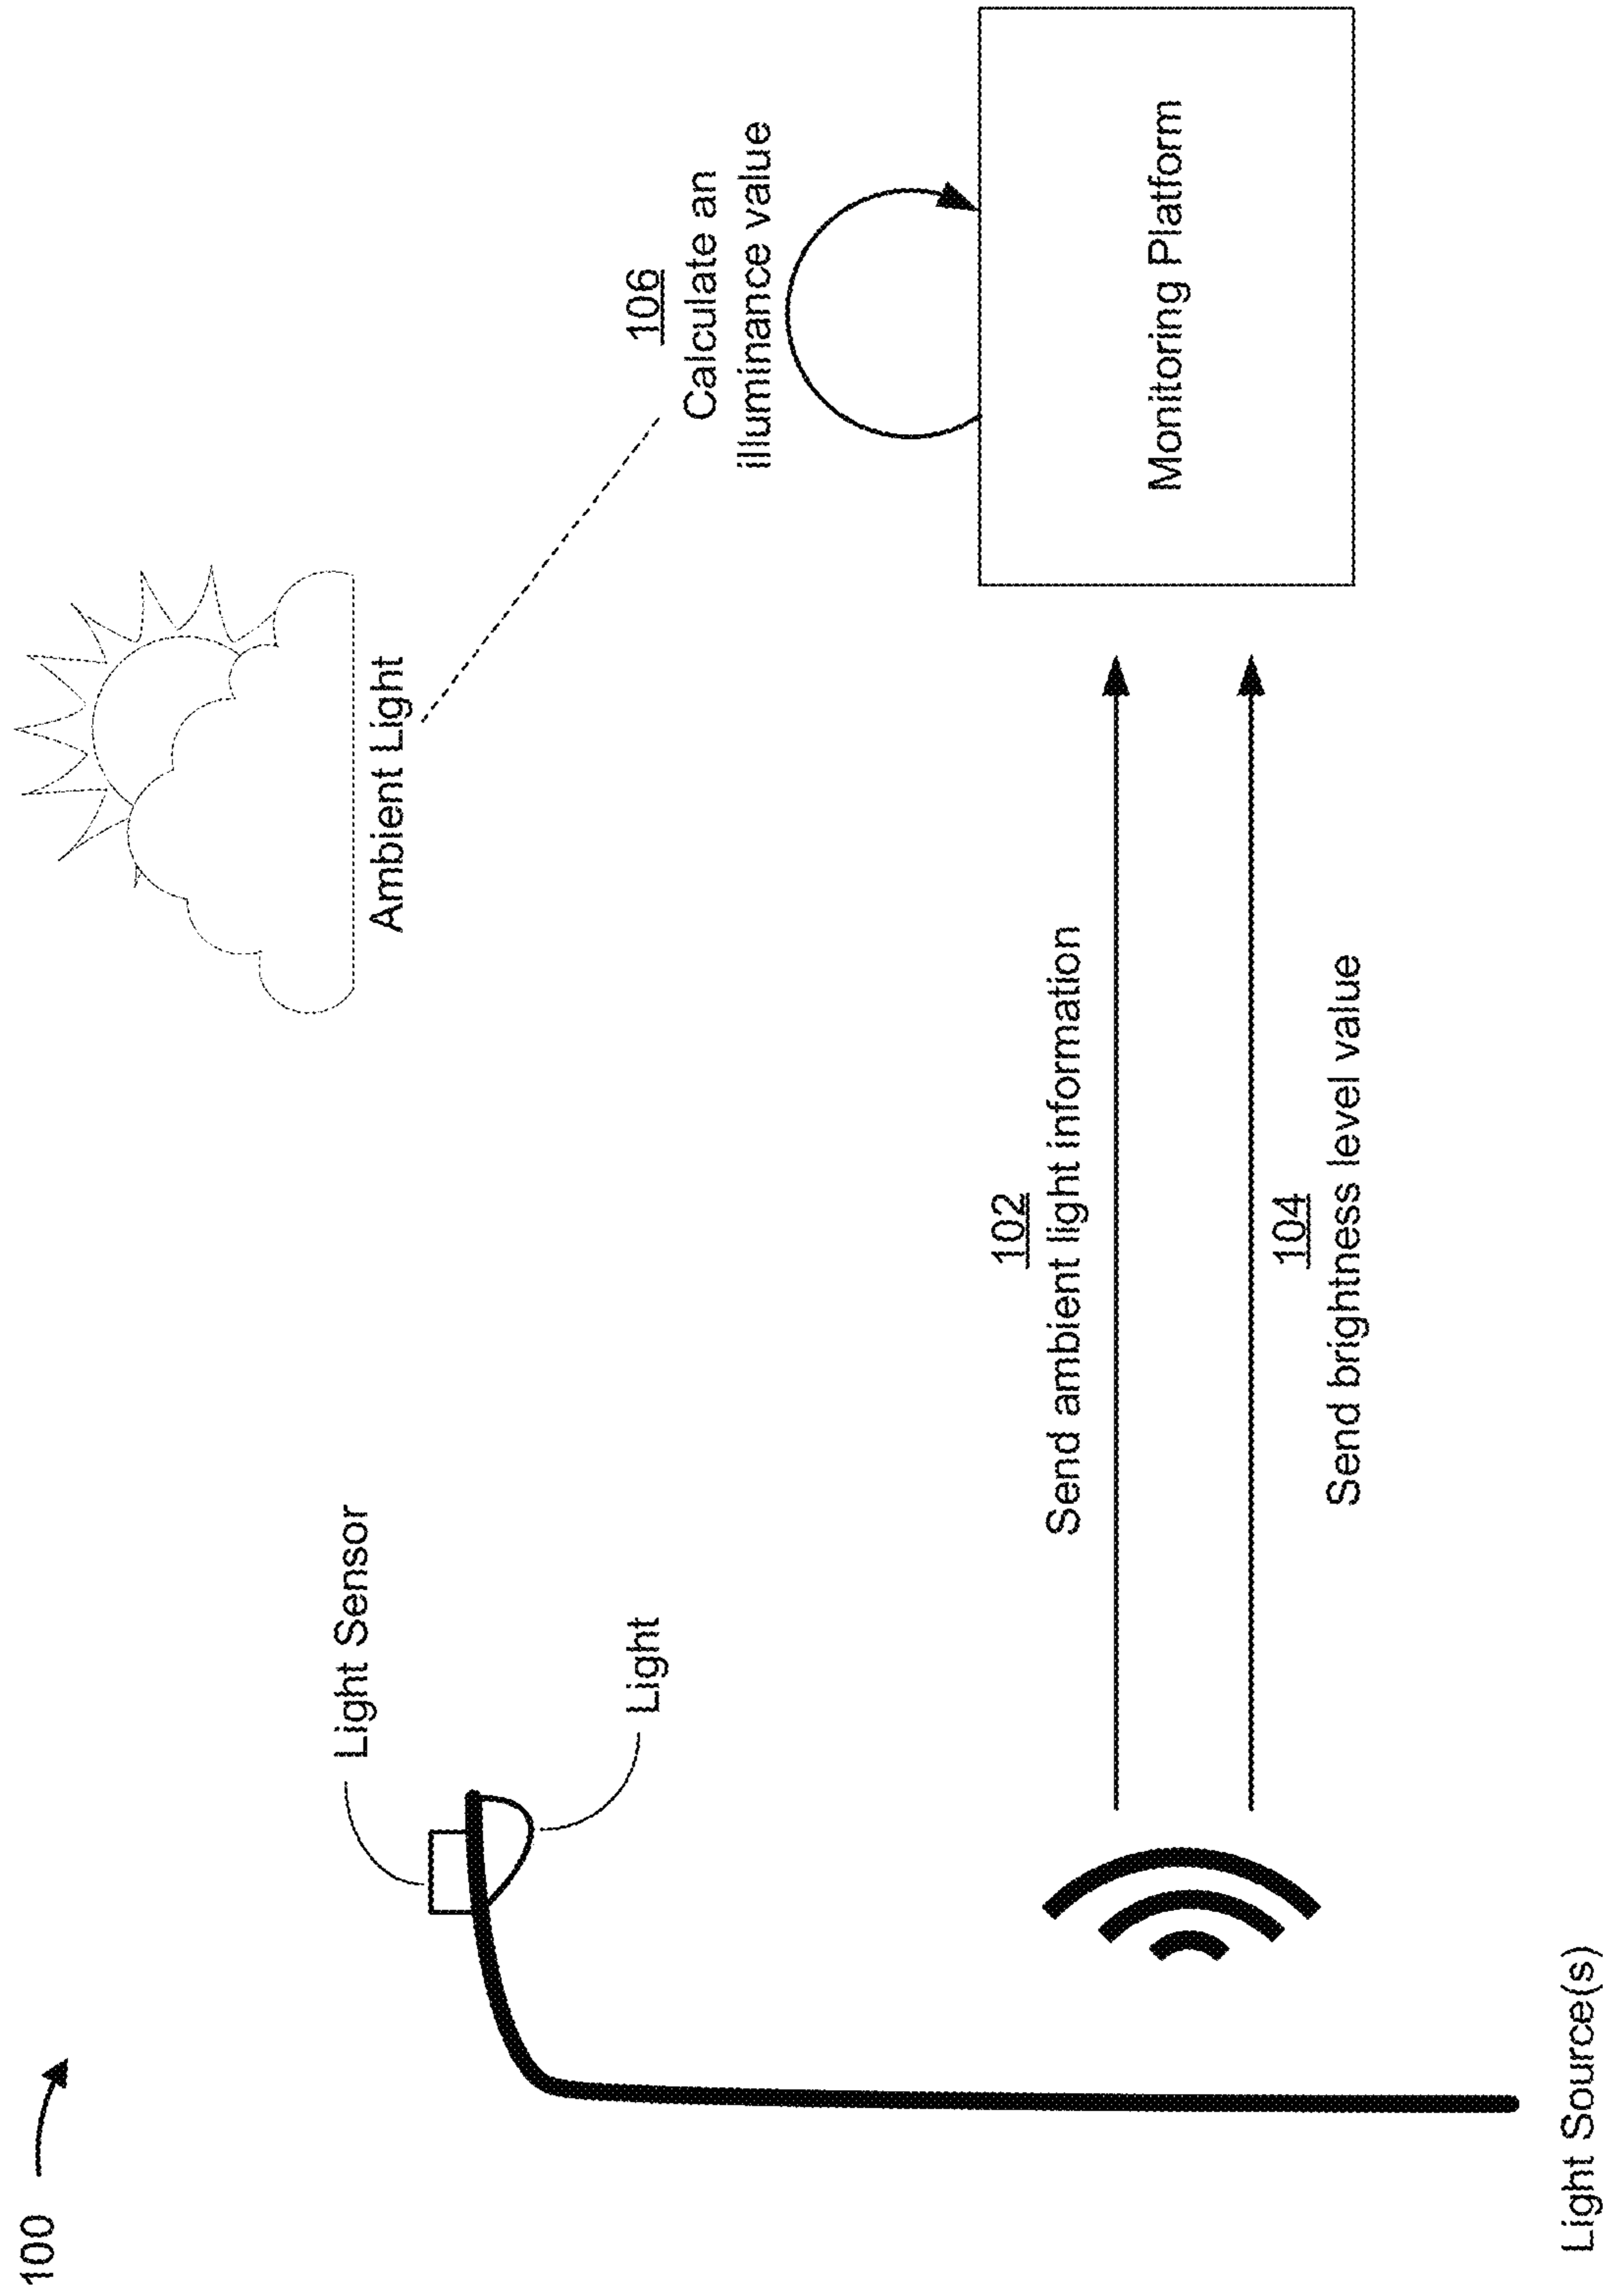 100
Light Sensor
Light
Ambient Light
106
Calculate an
illuminance value
102
Send ambient light information
104
Send brightness level value
Monitoring Platform
Light Source(s)